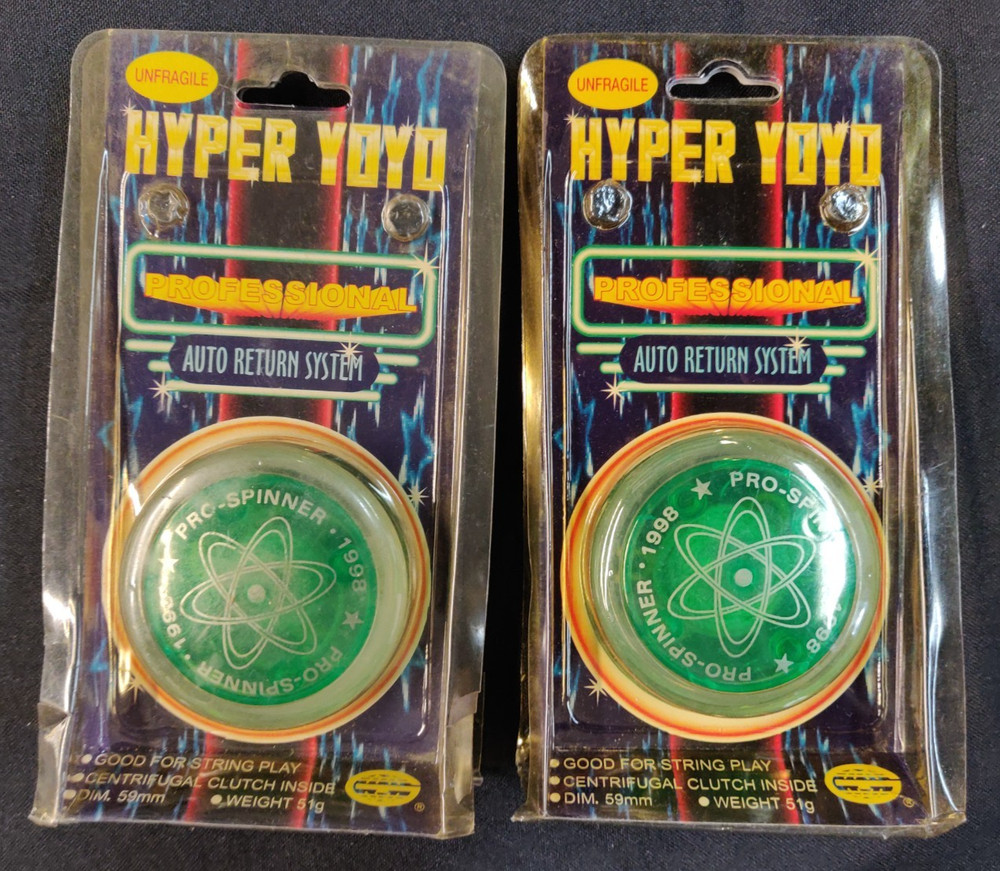 UNFRAGILE
HYPER YOYO
PROFESSIONAL
AUTO RETURN SYSTEM
PRO-SPINNER · 1998 ★
PRO-SPINNER · 1998 ★
● GOOD FOR STRING PLAY
● CENTRIFUGAL CLUTCH INSIDE
● DIM. 59mm ● WEIGHT 51g
®
UNFRAGILE
HYPER YOYO
PROFESSIONAL
AUTO RETURN SYSTEM
★ PRO-SPIN
1998 ★
PRO-SPINNER · 1998
● GOOD FOR STRING PLAY
● CENTRIFUGAL CLUTCH INSIDE
● DIM. 59mm ● WEIGHT 51g
®